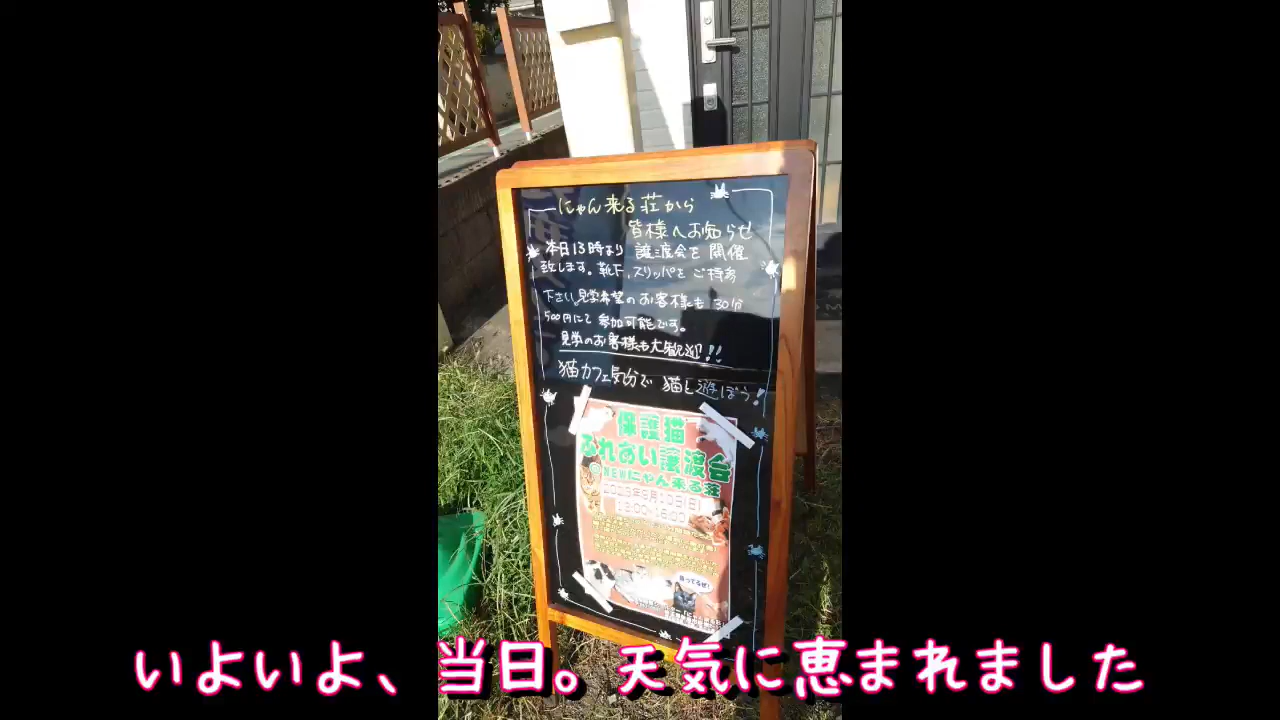 にゃん来る荘から
皆様へお知らせ
本日13時より 譲渡会を 開催
致します。靴下、スリッパを ご持参
下さい。見学希望のお客様も 30分
500円にて 参加可能です。
見学のお客様も大歓迎!!
猫カフェ気分で 猫と遊ぼう!
保護猫
ふれあい譲渡会
@NEWにゃん来る荘
待ってるぜ!
いよいよ、当日。天気に恵まれました